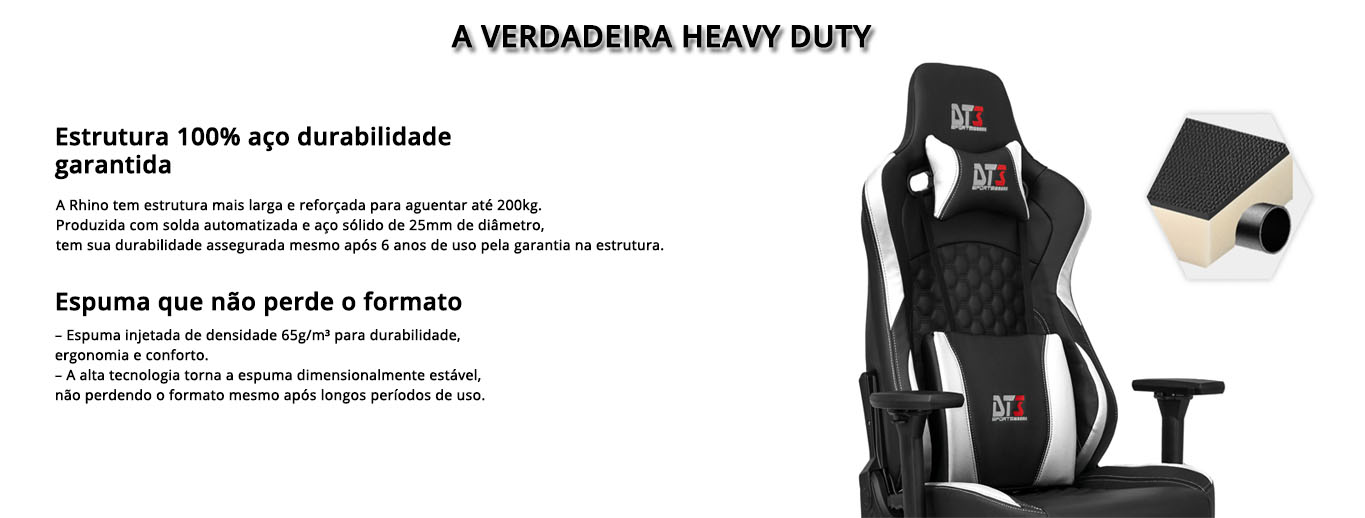 A VERDADEIRA HEAVY DUTY
Estrutura 100% aço durabilidade
garantida
A Rhino tem estrutura mais larga e reforçada para aguentar até 200kg.
Produzida com solda automatizada e aço sólido de 25mm de diâmetro,
tem sua durabilidade assegurada mesmo após 6 anos de uso pela garantia na estrutura.
Espuma que não perde o formato
– Espuma injetada de densidade 65g/m³ para durabilidade,
ergonomia e conforto.
– A alta tecnologia torna a espuma dimensionalmente estável,
não perdendo o formato mesmo após longos períodos de uso.
DT3
SPORTS
DT3
SPORTS
DT3
SPORTS